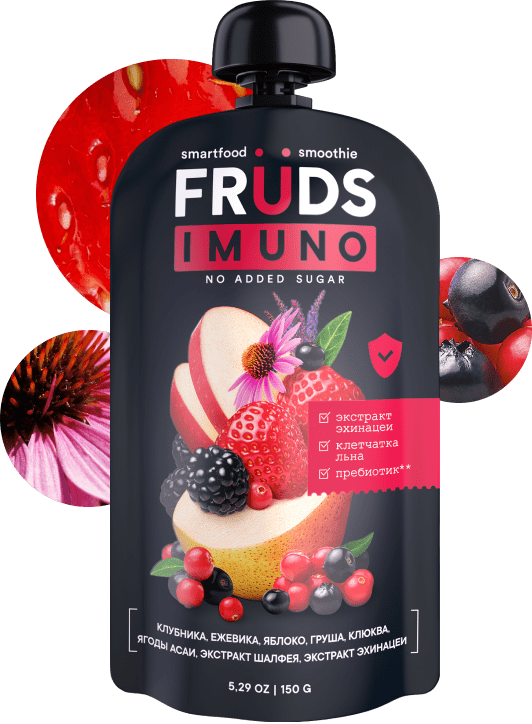 smartfood smoothie
FRÜDS
IMUNO
NO ADDED SUGAR
экстракт
эхинацеи
клетчатка
льна
пребиотик**
КЛУБНИКА, ЕЖЕВИКА, ЯБЛОКО, ГРУША, КЛЮКВА,
ЯГОДЫ АСАИ, ЭКСТРАКТ ШАЛФЕЯ, ЭКСТРАКТ ЭХИНАЦЕИ
5.29 OZ | 150 G